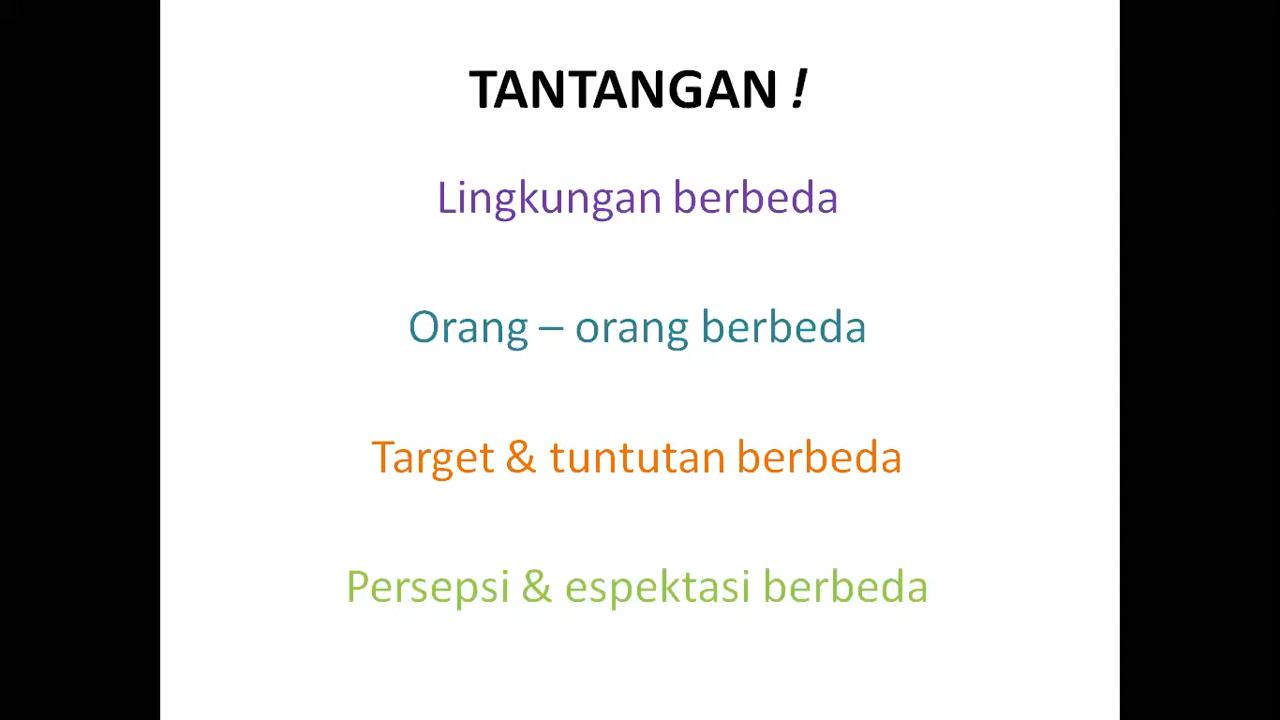 TANTANGAN !
Lingkungan berbeda
Orang – orang berbeda
Target & tuntutan berbeda
Persepsi & espektasi berbeda